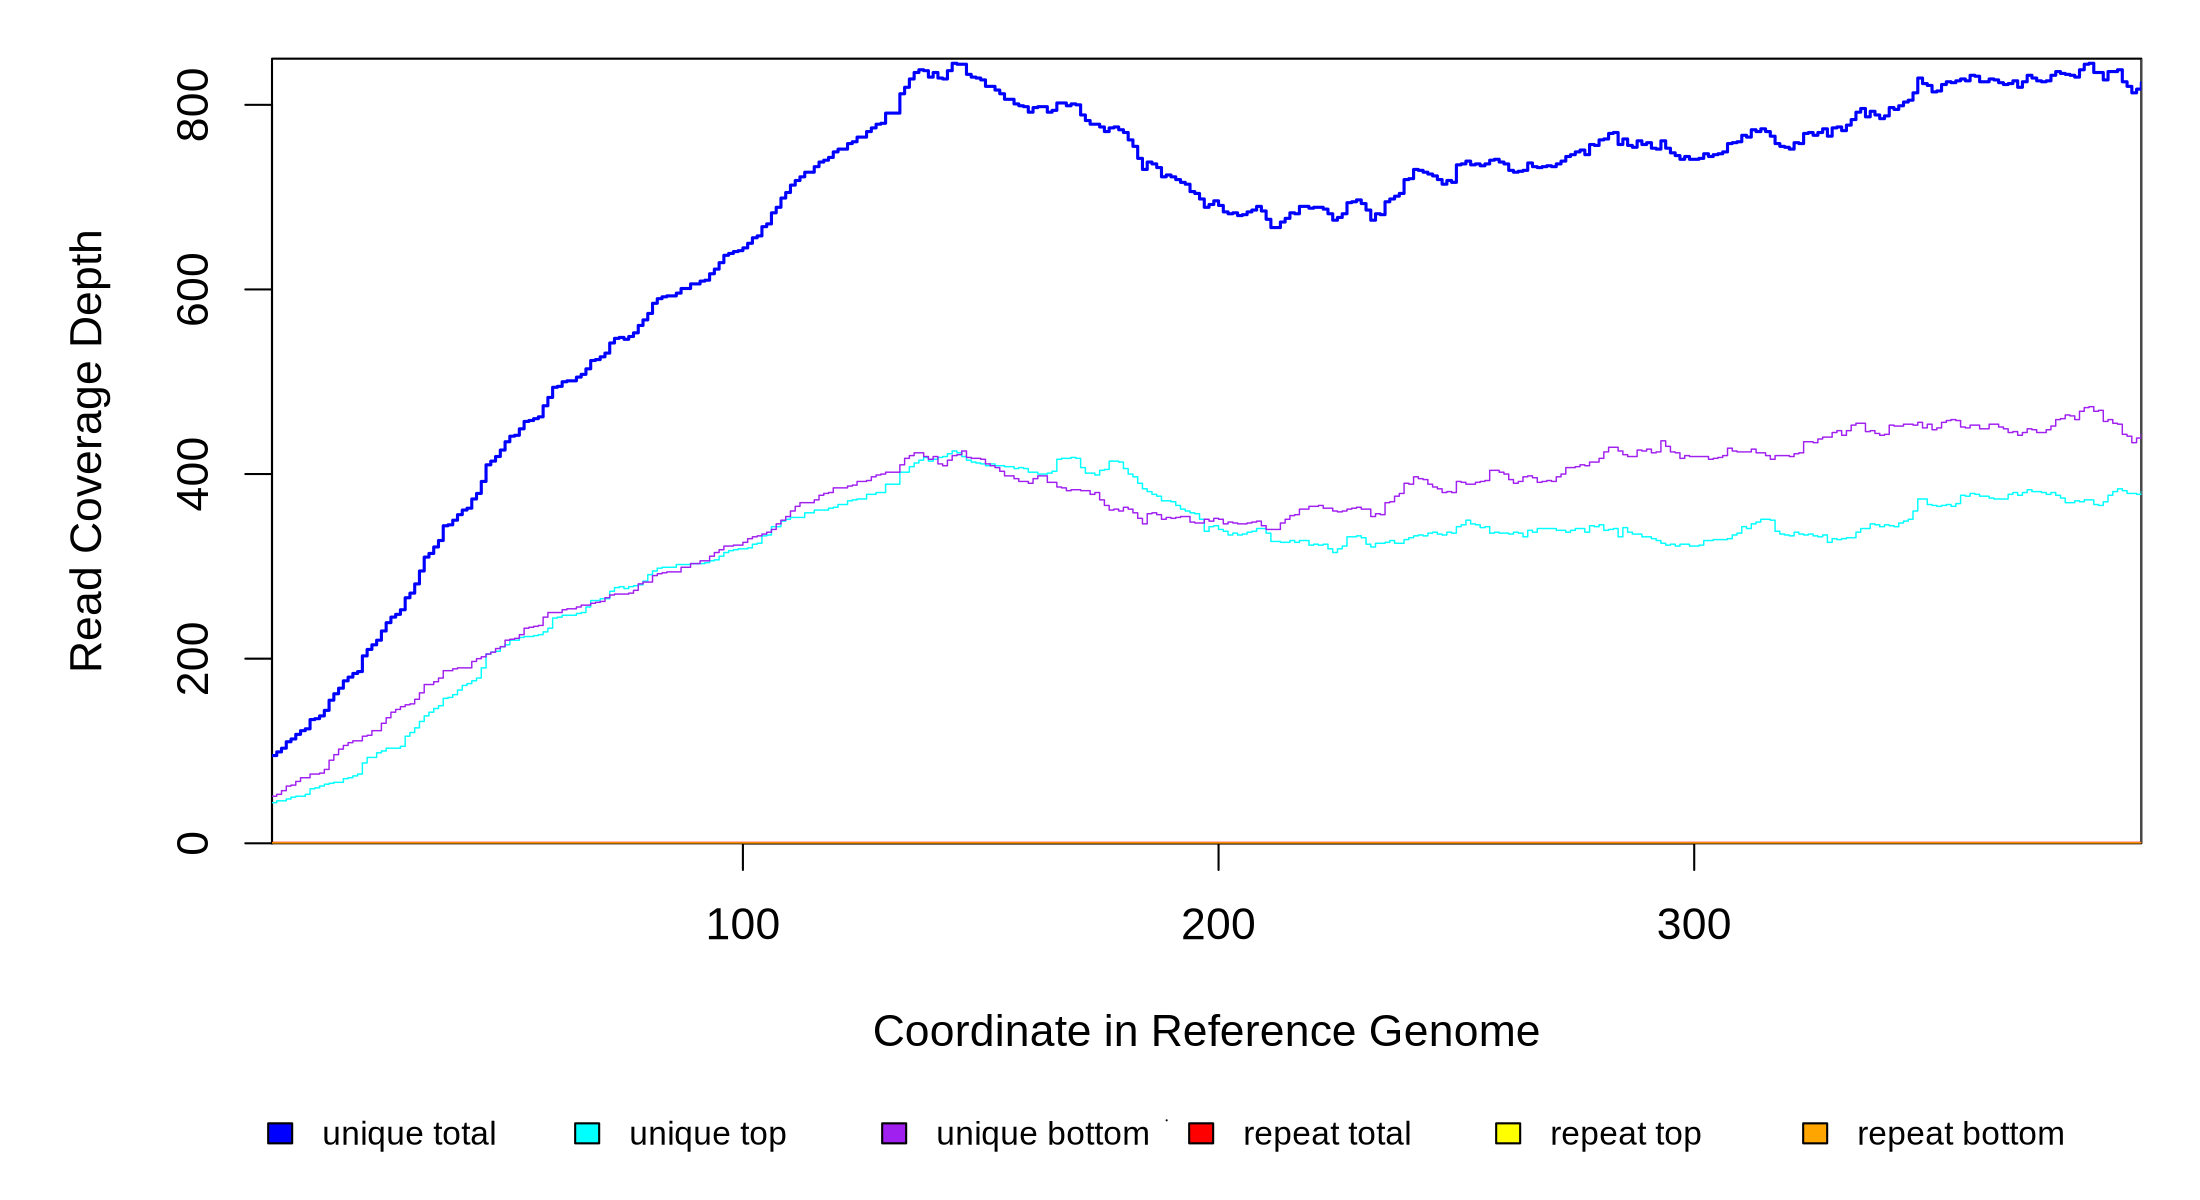 Read Coverage Depth
800
600
400
200
0
100 200 300
Coordinate in Reference Genome
unique total unique top unique bottom repeat total repeat top repeat bottom